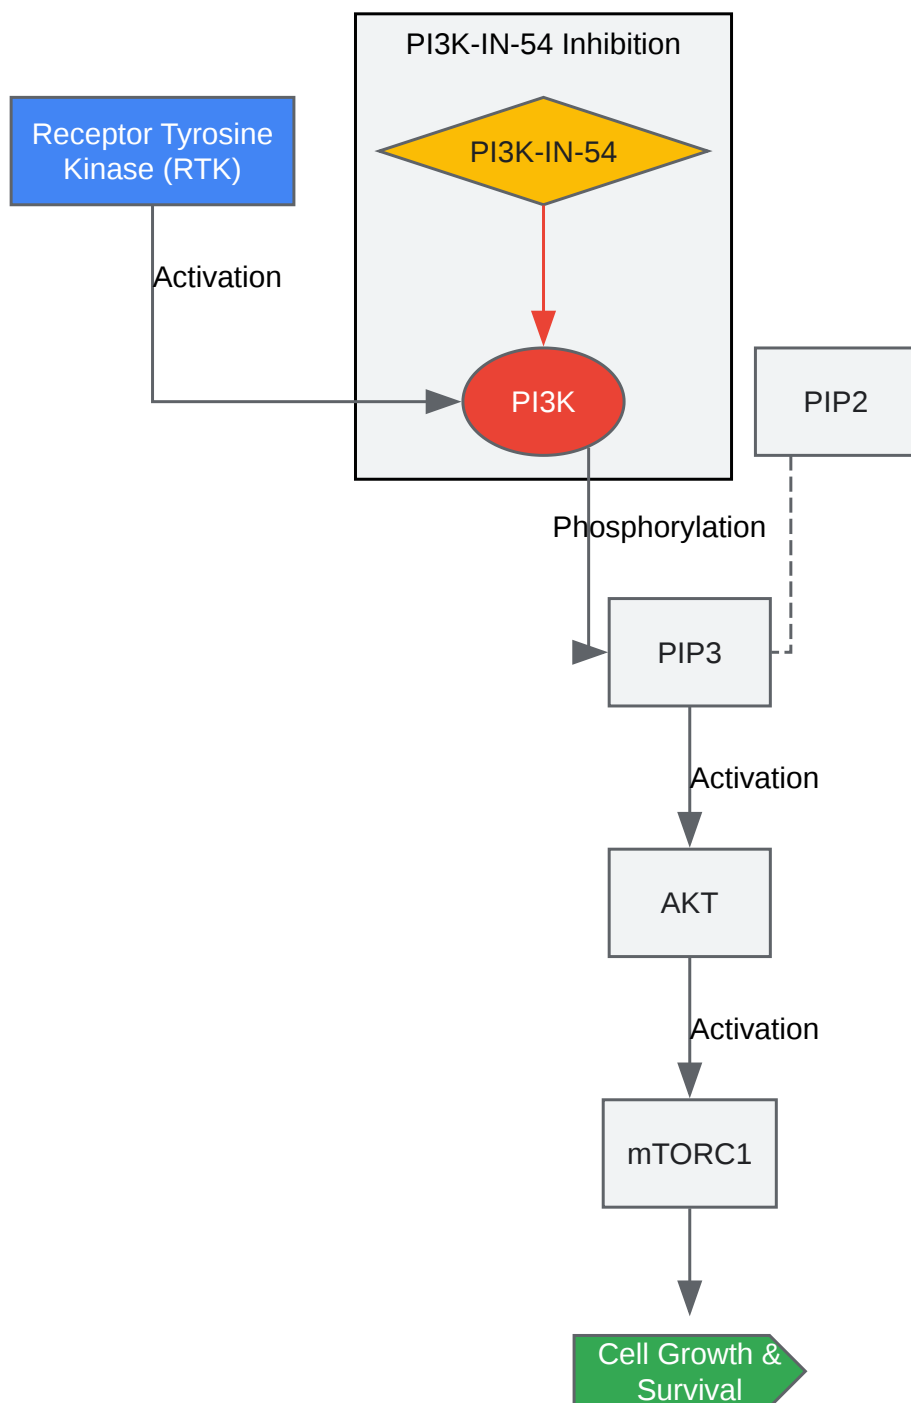 PI3K-IN-54 Inhibition
Receptor Tyrosine
Kinase (RTK)
PI3K-IN-54
Activation
PI3K
PIP2
Phosphorylation
PIP3
Activation
AKT
Activation
mTORC1
Cell Growth &
Survival